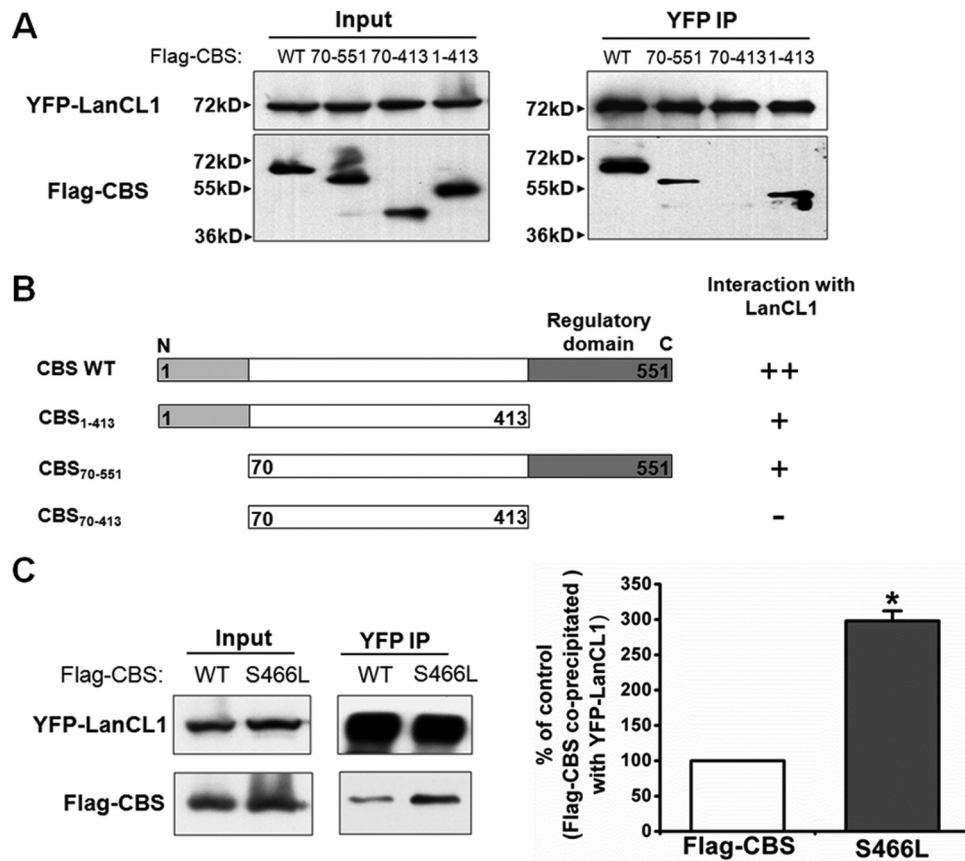 A
Input
YFP IP
Flag-CBS: WT 70-551 70-413 1-413
WT 70-551 70-413 1-413
YFP-LanCL1
72kD▸
72kD▸
Flag-CBS
72kD▸
55kD▸
36kD▸
72kD▸
55kD▸
36kD▸
B
Interaction with
LanCL1
Regulatory
domain
N
C
CBS WT
1
551
++
CBS1-413
1
413
+
CBS70-551
70
551
+
CBS70-413
70
413
-
C
Input
YFP IP
Flag-CBS: WT S466L
WT S466L
YFP-LanCL1
Flag-CBS
% of control
(Flag-CBS co-precipitated )
with YFP-LanCL1)
350
300
250
200
150
100
50
0
*
Flag-CBS
S466L